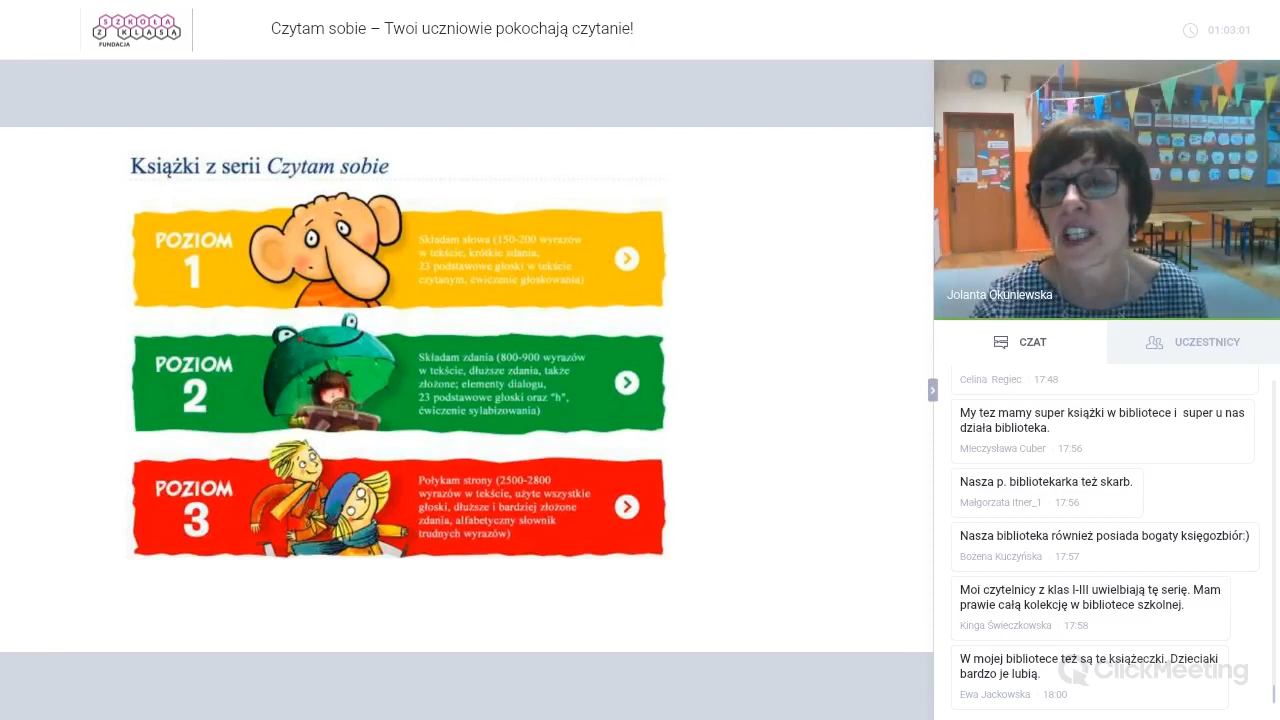 SZKOŁA
Z KLASĄ
FUNDACJA
Czytam sobie – Twoi uczniowie pokochają czytanie!
01:03:01
Książki z serii Czytam sobie
POZIOM
1
Składam słowa (150-200 wyrazów
w tekście, krótkie zdania,
23 podstawowe głoski w tekście
czytanym, ćwiczenie głoskowania)
POZIOM
2
Składam zdania (800-900 wyrazów
w tekście, dłuższe zdania, także
złożone; elementy dialogu,
23 podstawowe głoski oraz "h",
ćwiczenie sylabizowania)
POZIOM
3
Połykam strony (2500-2800
wyrazów w tekście, użyte wszystkie
głoski, dłuższe i bardziej złożone
zdania, alfabetyczny słownik
trudnych wyrazów)
Jolanta Okuniewska
CZAT
UCZESTNICY
Celina Regiec · 17:48
My tez mamy super książki w bibliotece i super u nas
działa biblioteka.
Mieczysława Cuber · 17:56
Nasza p. bibliotekarka też skarb.
Małgorzata Itner_1 · 17:56
Nasza biblioteka również posiada bogaty księgozbiór:)
Bożena Kuczyńska · 17:57
Moi czytelnicy z klas I-III uwielbiają tę serię. Mam
prawie całą kolekcję w bibliotece szkolnej.
Kinga Świeczkowska · 17:58
W mojej bibliotece też są te książeczki. Dzieciaki
bardzo je lubią.
Ewa Jackowska · 18:00
ClickMeeting